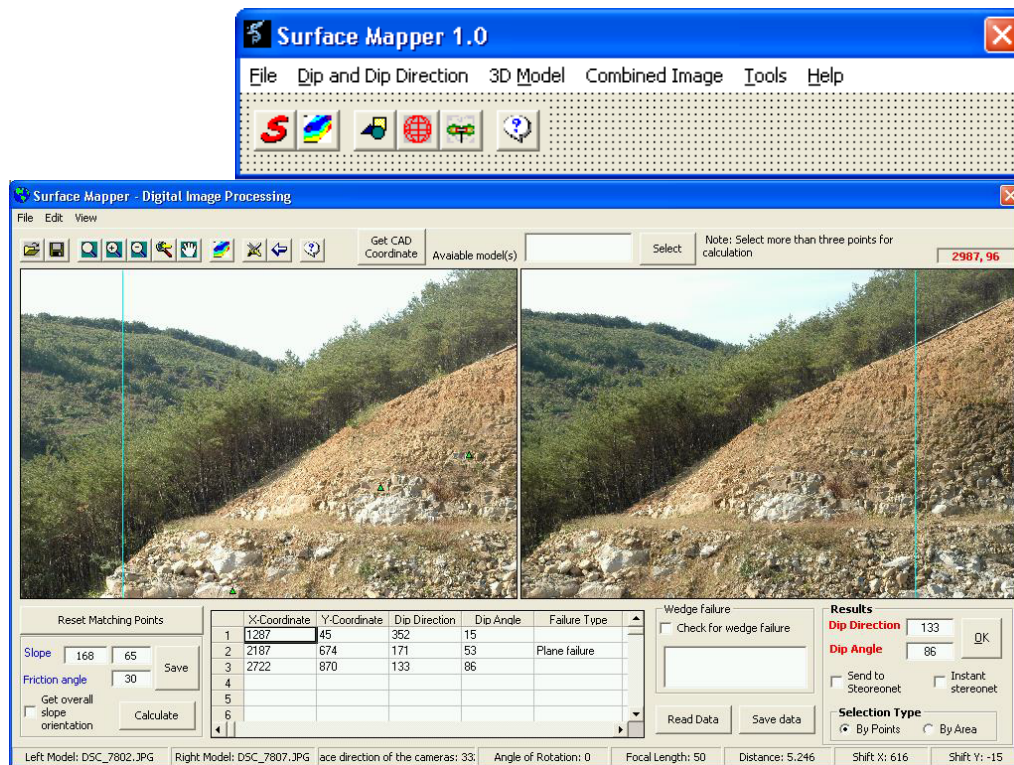 Surface Mapper 1.0
File Dip and Dip Direction 3D Model Combined Image Tools Help
Surface Mapper - Digital Image Processing
File Edit View
Get CAD Coordinate
Avaiable model(s)
Select
Note: Select more than three points for calculation
2987, 96
Reset Matching Points
Slope 168 65
Friction angle 30
Save
Get overall slope orientation
Calculate
X-Coordinate Y-Coordinate Dip Direction Dip Angle Failure Type
1 1287 45 352 15
2 2187 674 171 53 Plane failure
3 2722 870 133 86
4
5
6
Wedge failure
Check for wedge failure
Read Data Save data
Results
Dip Direction 133
Dip Angle 86
OK
Send to Steoreonet
Instant stereonet
Selection Type
By Points By Area
Left Model: DSC_7802.JPG Right Model: DSC_7807.JPG ace direction of the cameras: 33 Angle of Rotation: 0 Focal Length: 50 Distance: 5.246 Shift X: 616 Shift Y: -15